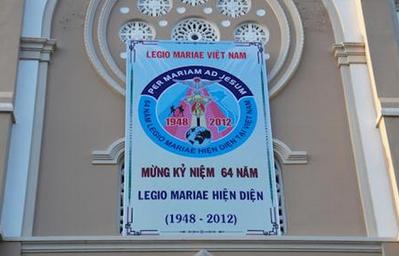 LEGIO MARIAE VIỆT NAM
PER MARIAM AD JESUM
64 NĂM LEGIO MARIAE HIỆN DIỆN TẠI VIỆT NAM
1948 2012
MỪNG KỶ NIỆM 64 NĂM
LEGIO MARIAE HIỆN DIỆN
(1948 - 2012)